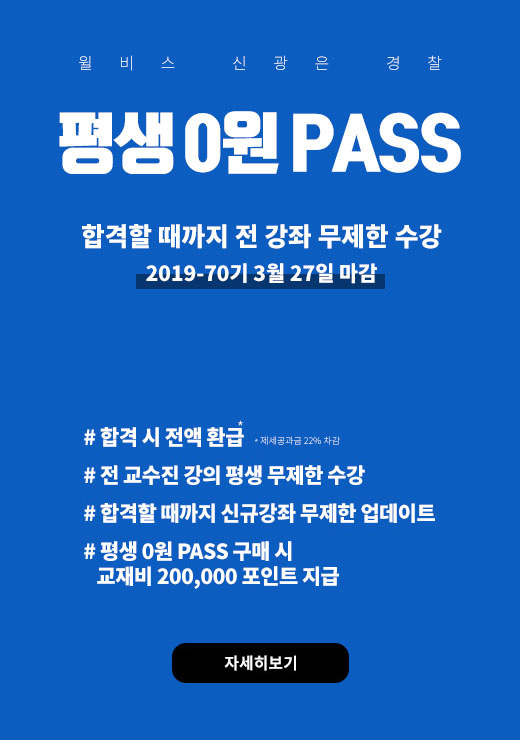 윌비스 신광은 경찰
평생 0원 PASS
합격할 때까지 전 강좌 무제한 수강
2019-70기 3월 27일 마감
# 합격 시 전액 환급* * 제세공과금 22% 차감
# 전 교수진 강의 평생 무제한 수강
# 합격할 때까지 신규강좌 무제한 업데이트
# 평생 0원 PASS 구매 시
교재비 200,000 포인트 지급
자세히보기